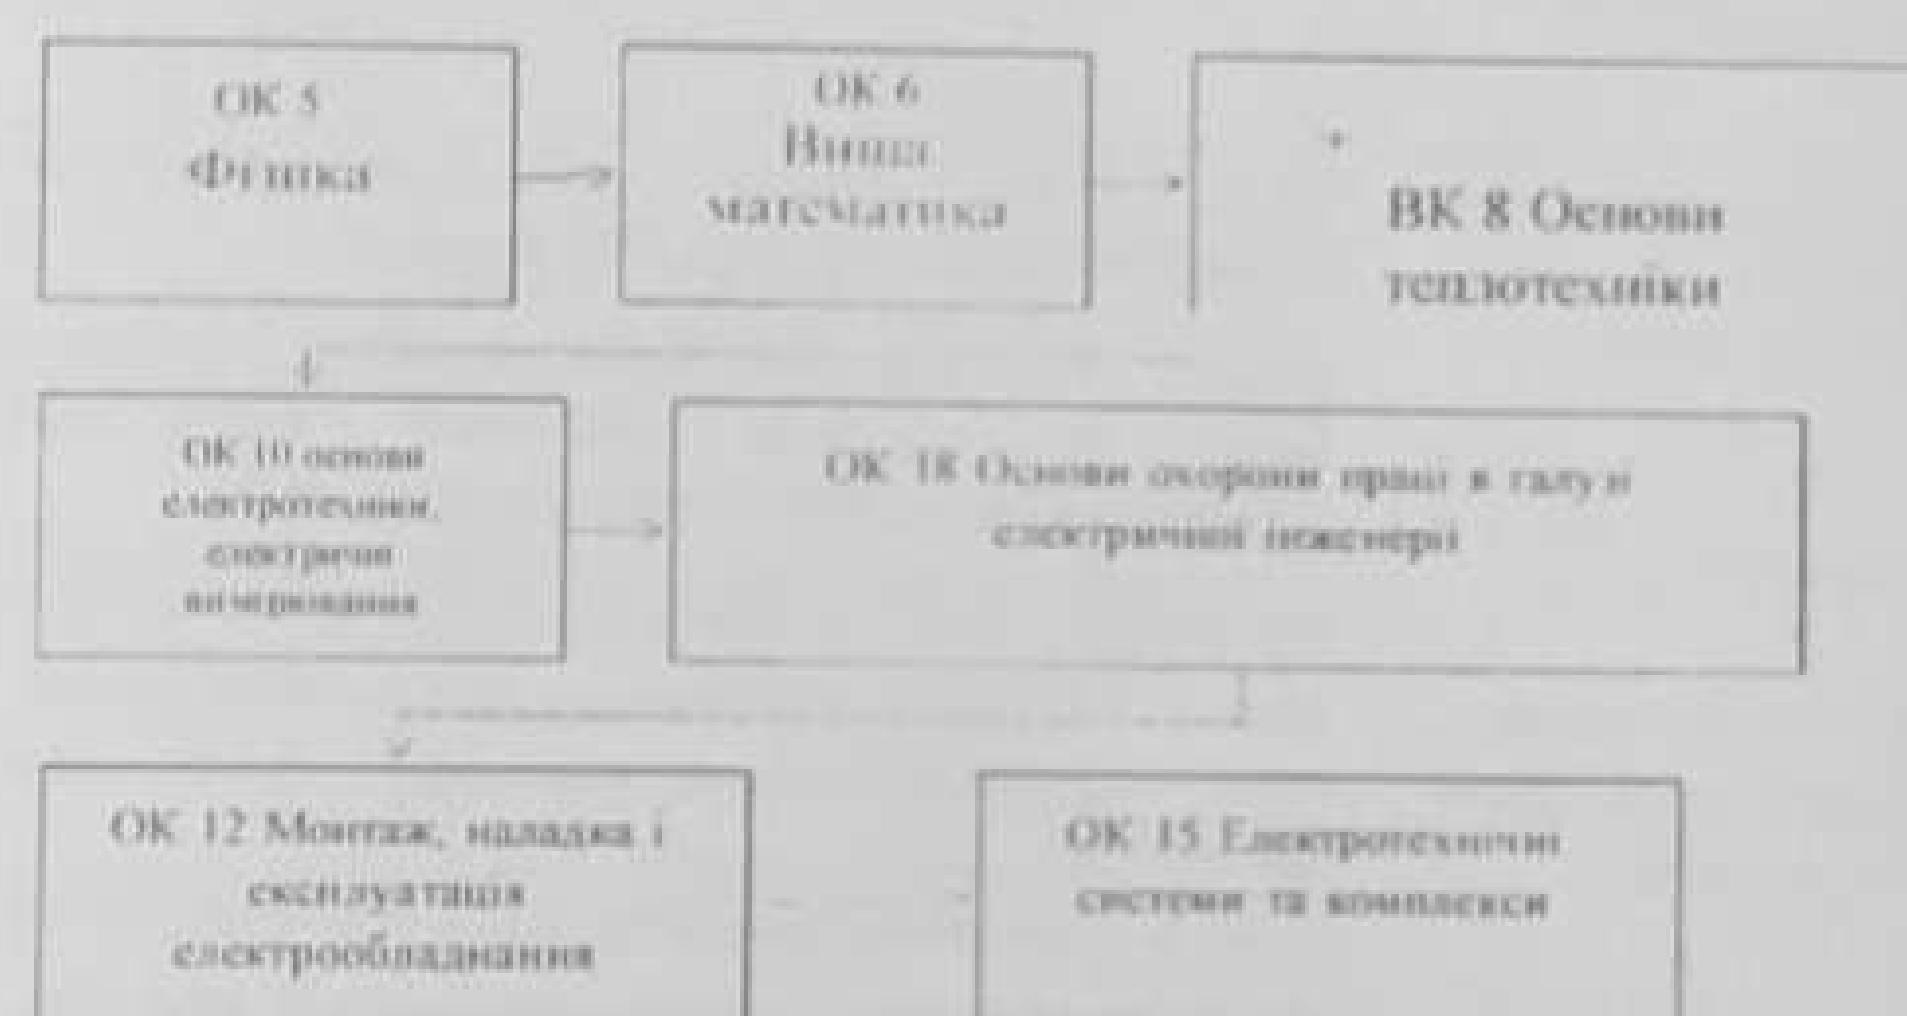 ОК 5
Фізика
ОК 6
Вища
математика
ВК 8 Основи
теплотехніки
ОК 10 основи
електротехніки,
електричні
вимірювання
ОК 18 Основи охорони праці в галузі
електричної інженерії
ОК 12 Монтаж, наладка і
експлуатація
електрообладнання
ОК 15 Електротехнічні
системи та комплекси